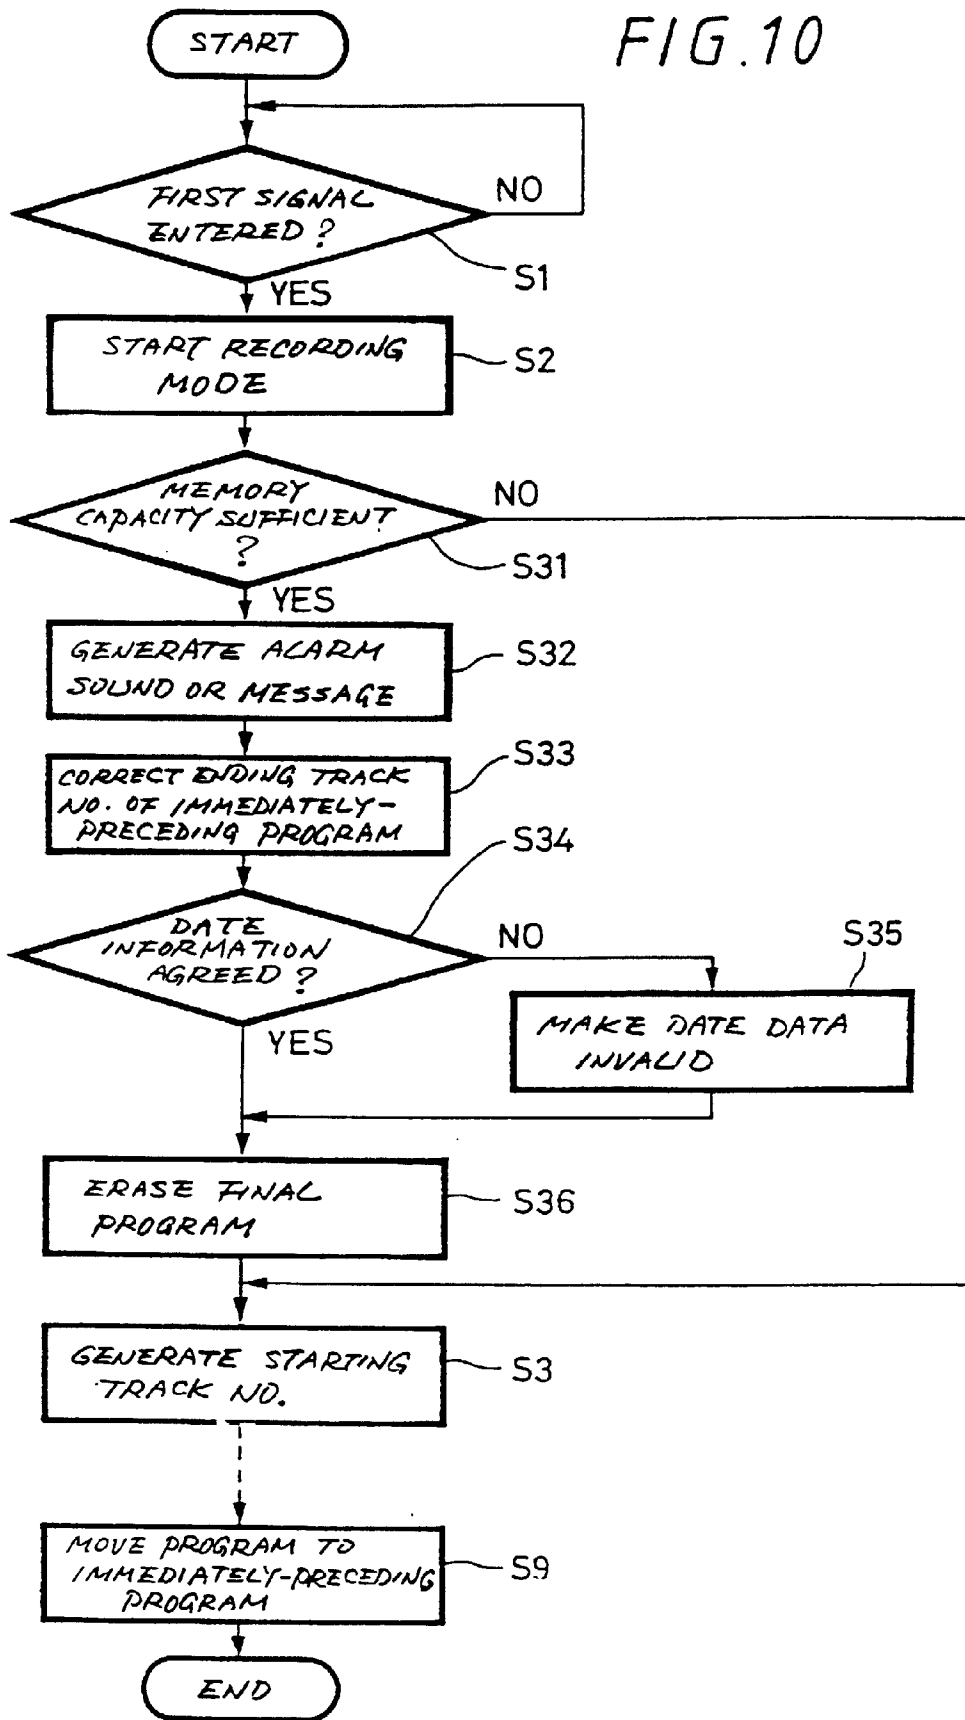 FIG.10
START
FIRST SIGNAL
ENTERED?
NO
S1
YES
START RECORDING
MODE
S2
MEMORY
CAPACITY SUFFICIENT
?
NO
S31
YES
GENERATE ALARM
SOUND OR MESSAGE
S32
CORRECT ENDING TRACK
NO. OF IMMEDIATELY-
PRECEDING PROGRAM
S33
DATE
INFORMATION
AGREED?
S34
NO
YES
MAKE DATE DATA
INVALID
S35
ERASE FINAL
PROGRAM
S36
GENERATE STARTING
TRACK NO.
S3
MOVE PROGRAM TO
IMMEDIATELY-PRECEDING
PROGRAM
S9
END